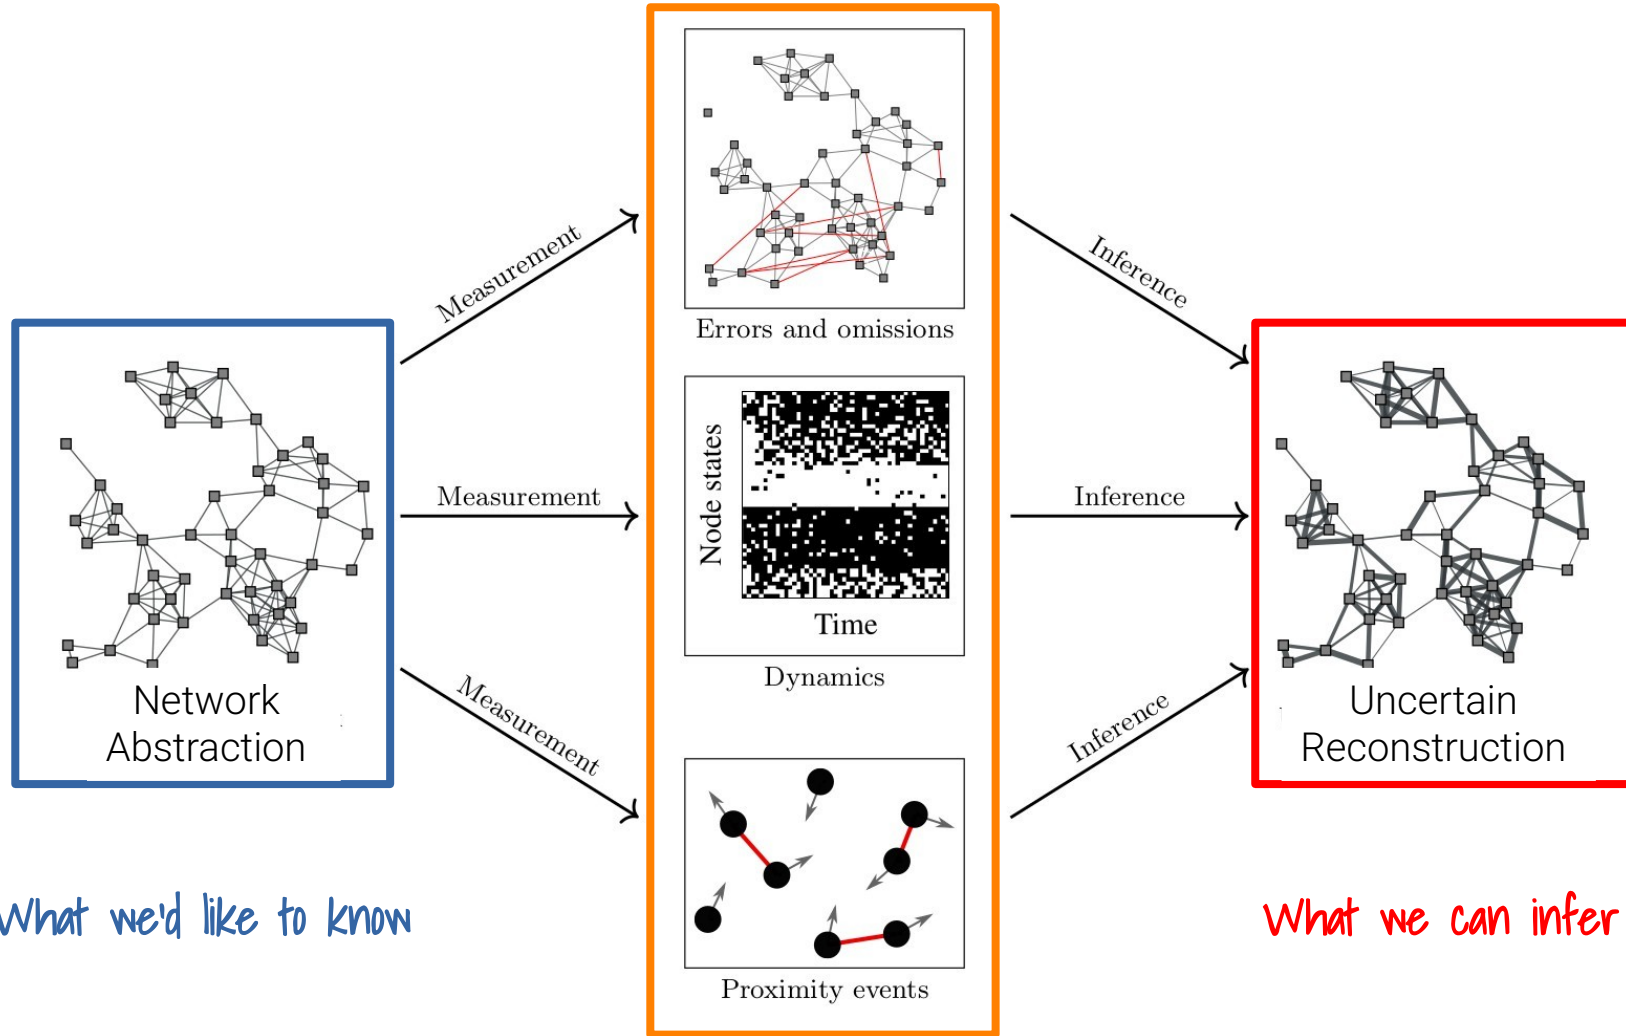 Measurement
Measurement
Measurement
Network
Abstraction
What we'd like to know
Errors and omissions
Node states
Time
Dynamics
Proximity events
Inference
Inference
Inference
Uncertain
Reconstruction
What we can infer